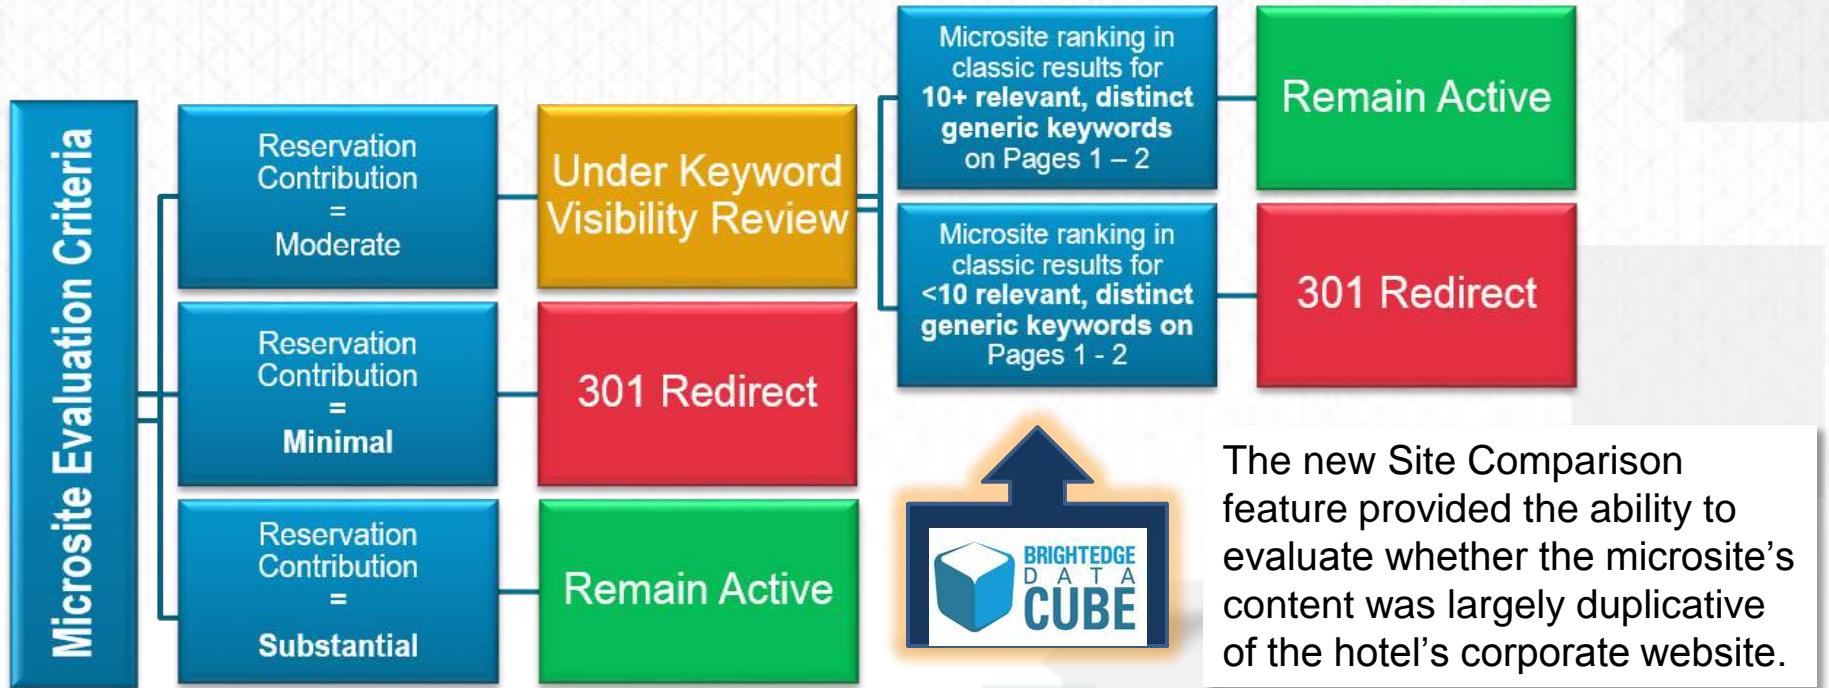 Microsite Evaluation Criteria
Reservation
Contribution
=
Moderate
Under Keyword
Visibility Review
Microsite ranking in
classic results for
10+ relevant, distinct
generic keywords
on Pages 1 – 2
Remain Active
Microsite ranking in
classic results for
<10 relevant, distinct
generic keywords on
Pages 1 - 2
301 Redirect
Reservation
Contribution
=
Minimal
301 Redirect
Reservation
Contribution
=
Substantial
Remain Active
BRIGHTEDGE
DATA
CUBE
The new Site Comparison
feature provided the ability to
evaluate whether the microsite’s
content was largely duplicative
of the hotel’s corporate website.